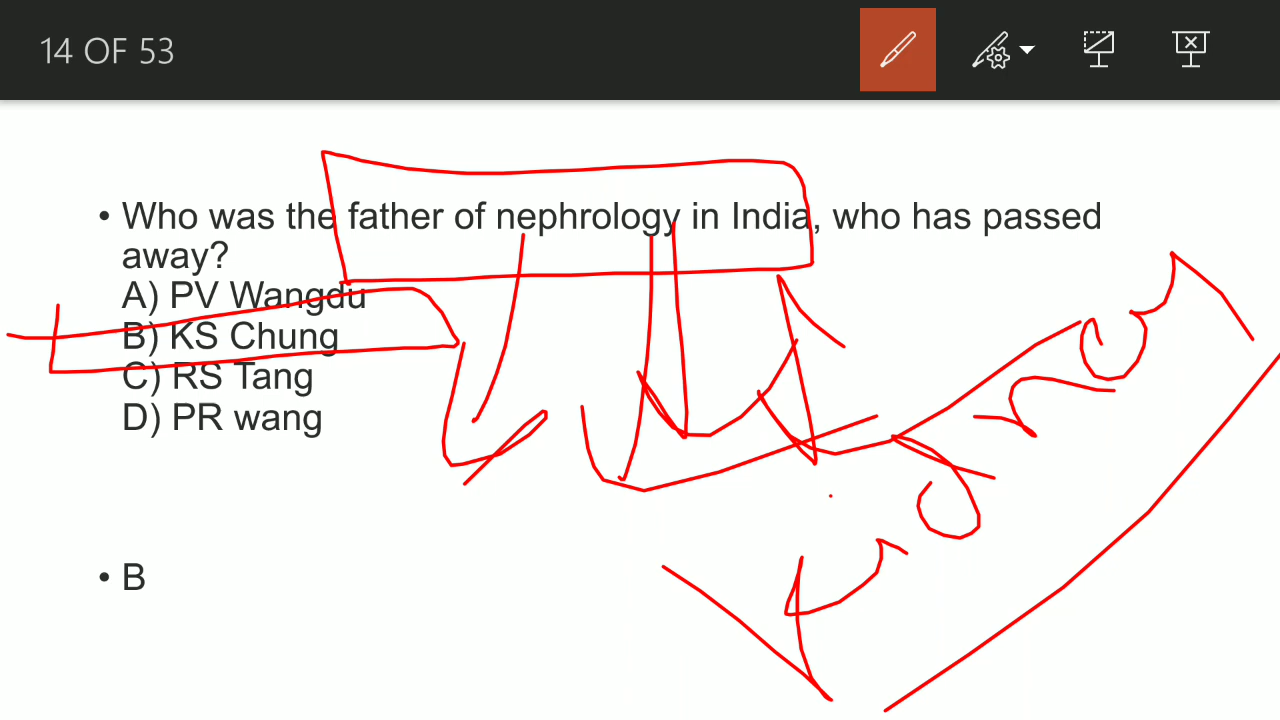 14 OF 53
• Who was the father of nephrology in India, who has passed
away?
A) PV Wangdu
B) KS Chung
C) RS Tang
D) PR wang
• B